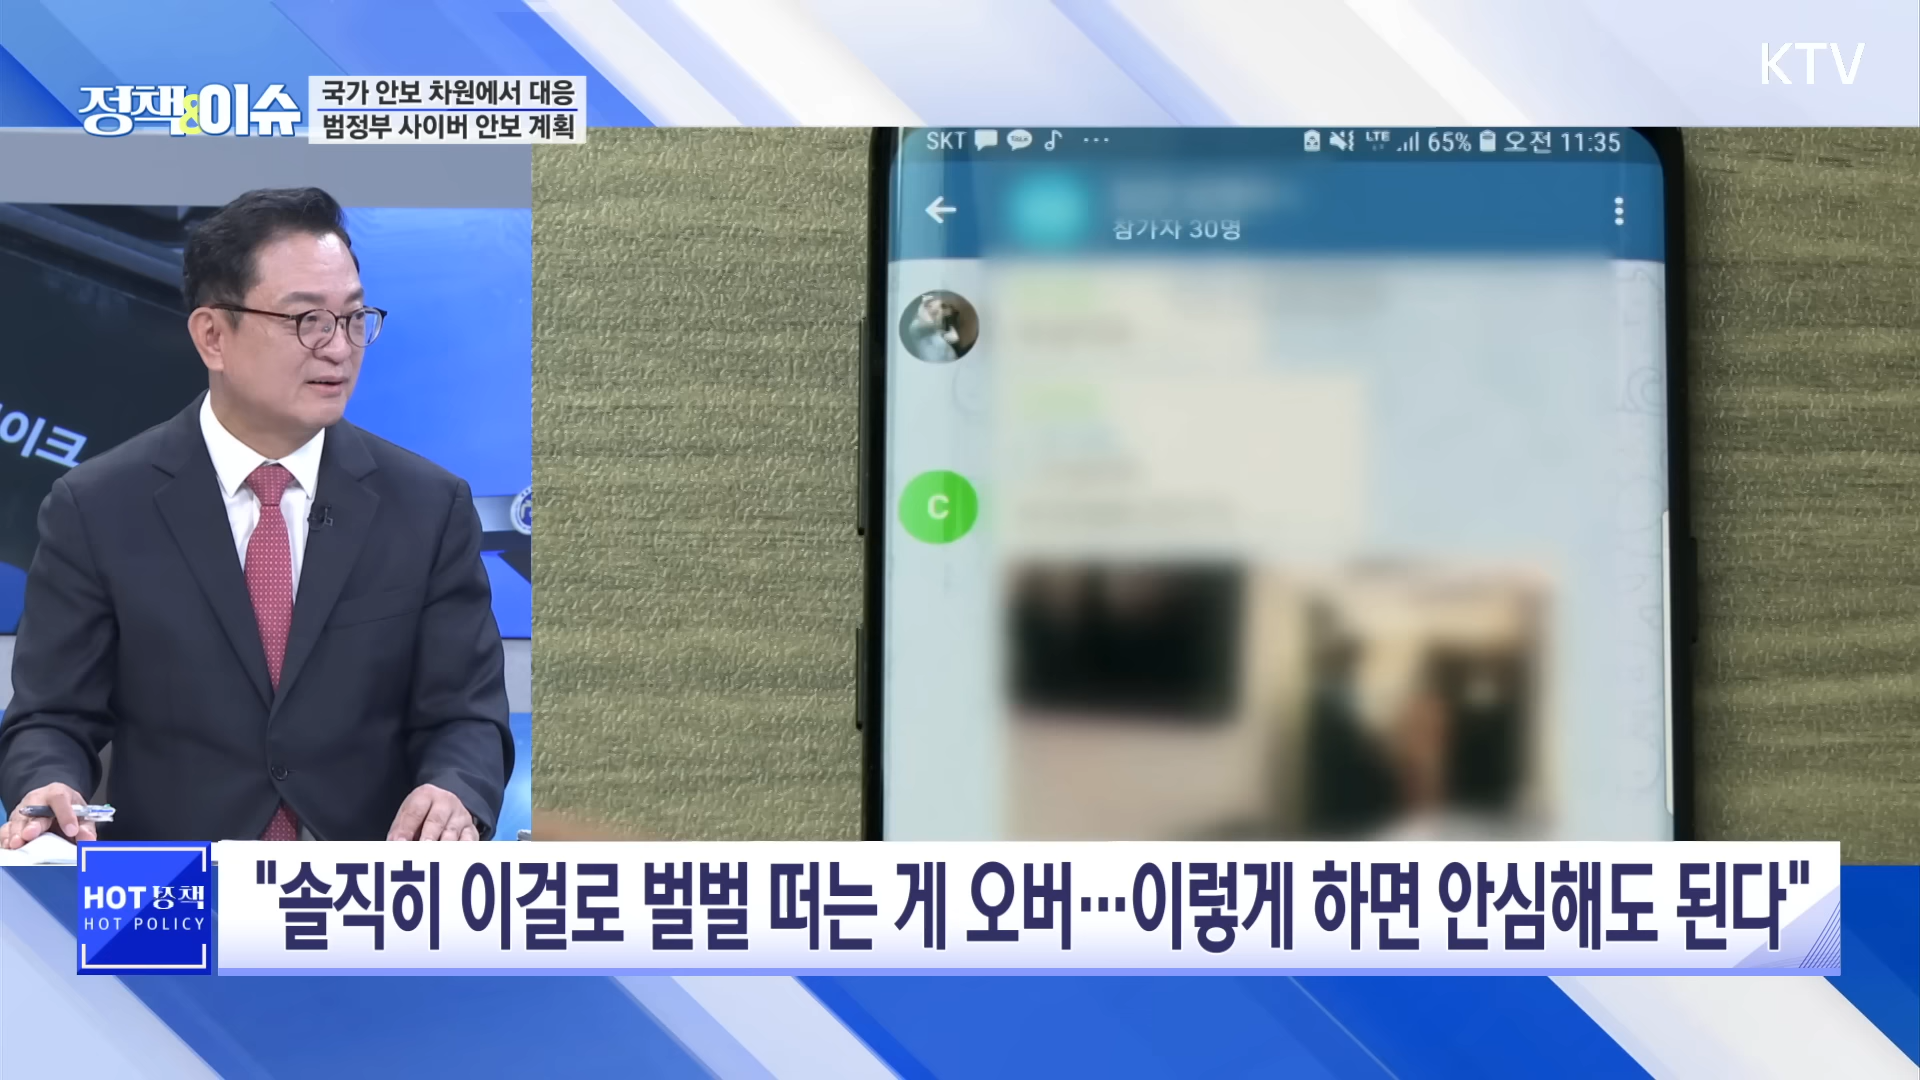 KTV
정책&이슈
국가 안보 차원에서 대응
범정부 사이버 안보 계획
SKT
LTE
65%
오전 11:35
참가자 30명
이크
C
HOT 정책
HOT POLICY
"솔직히 이걸로 벌벌 떠는 게 오버…이렇게 하면 안심해도 된다"